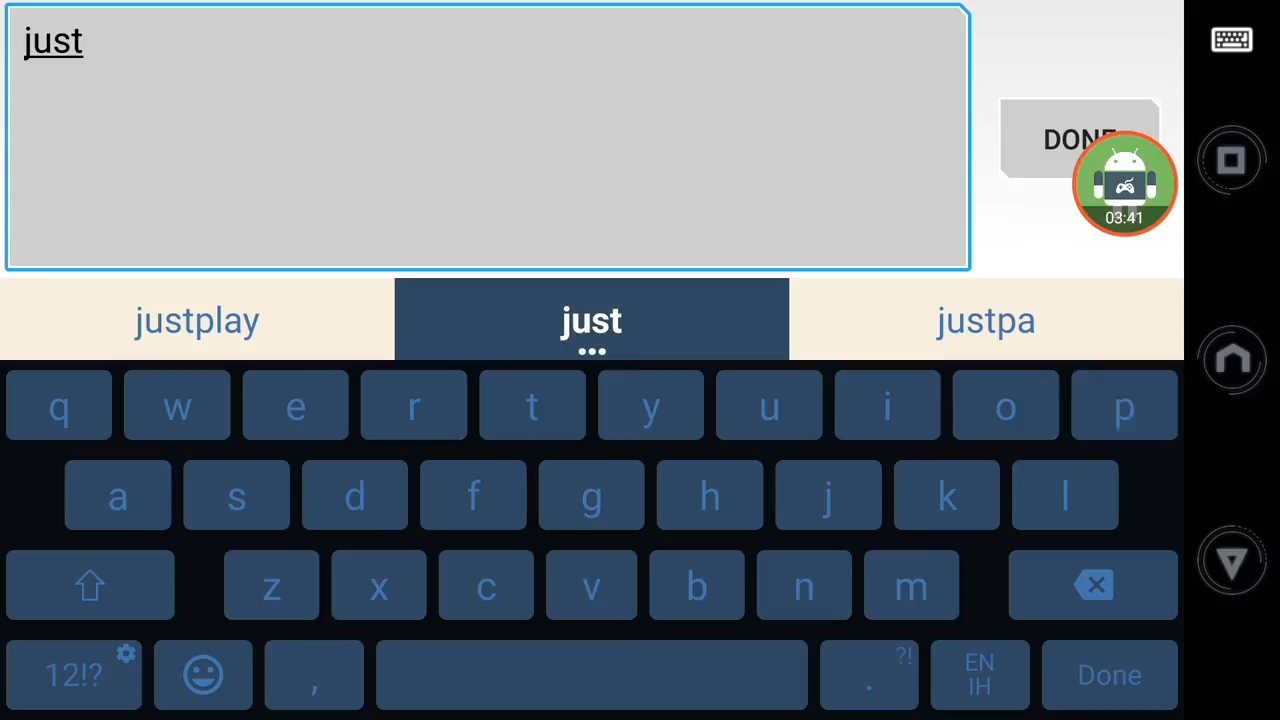 just
DONE
03:41
justplay just justpa
q w e r t y u i o p
a s d f g h j k l
z x c v b n m
12!? , . ?! EN Done
IH